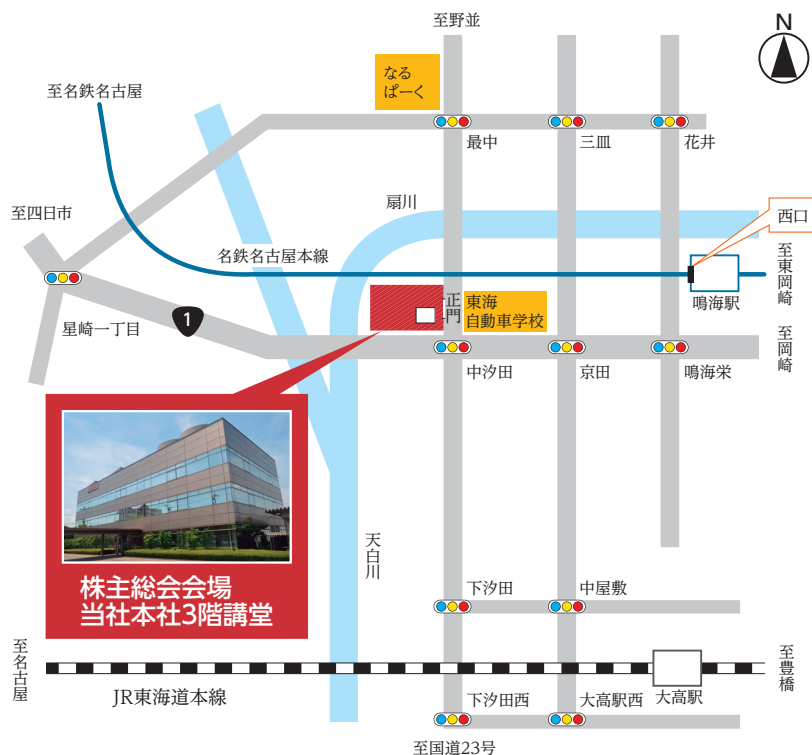 至野並
N
なる
ぱーく
至名鉄名古屋
最中
三皿
花井
至四日市
扇川
西口
名鉄名古屋本線
至東岡崎
鳴海駅
正門
東海
自動車学校
星崎一丁目
1
至岡崎
中汐田
京田
鳴海栄
天白川
株主総会会場
当社本社3階講堂
下汐田
中屋敷
至名古屋
至豊橋
JR東海道本線
大高駅
下汐田西
大高駅西
至国道23号